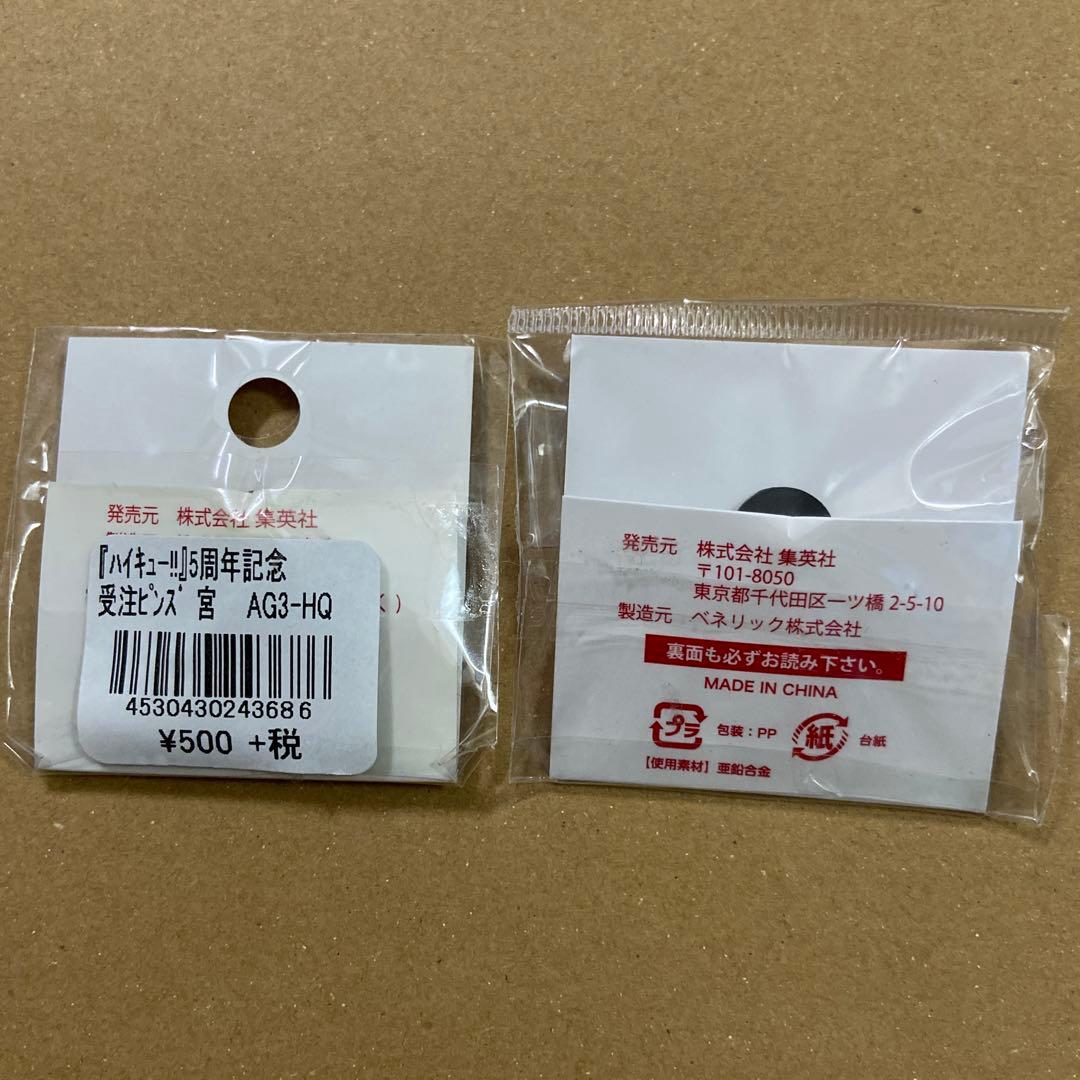 発売元 株式会社 集英社
『ﾊｲｷｭー!!』5周年記念
受注ﾋﾟﾝｽﾞ 宮 AG3-HQ
4530430243686
¥500 +税
発売元 株式会社 集英社
〒101-8050
東京都千代田区一ツ橋 2-5-10
製造元 ベネリック株式会社
裏面も必ずお読み下さい。
MADE IN CHINA
プラ 包装：PP 紙 台紙
【使用素材】亜鉛合金